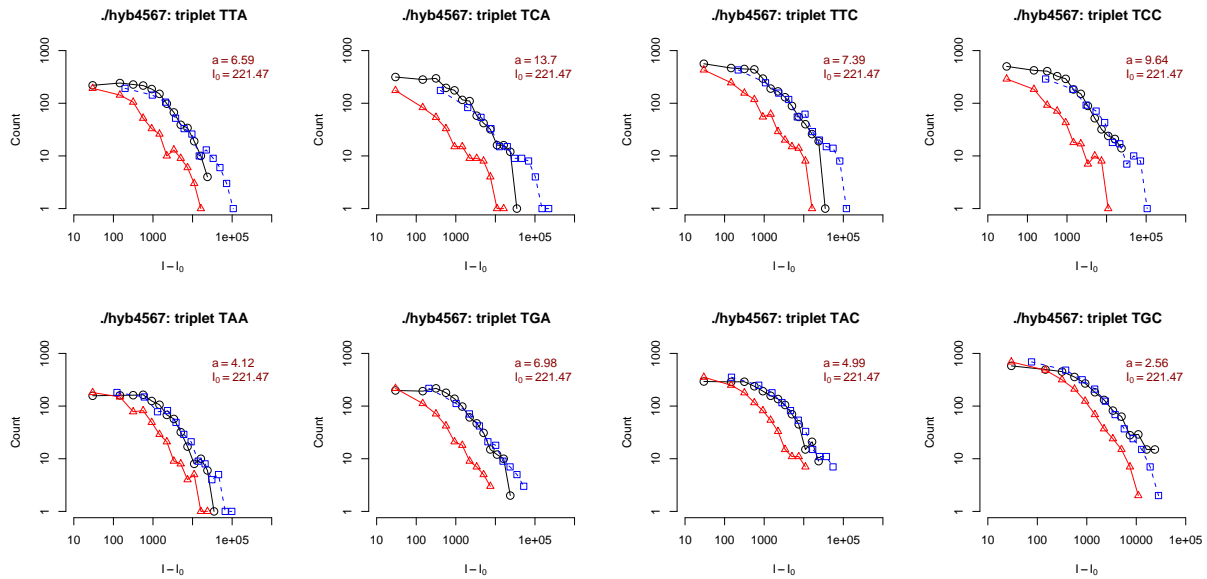 ./hyb4567: triplet TTA
a = 6.59
I0 = 221.47
Count
1 10 100 1000
10 100 1000 1e+05
I − I0
./hyb4567: triplet TCA
a = 13.7
I0 = 221.47
Count
1 10 100 1000
10 100 1000 1e+05
I − I0
./hyb4567: triplet TTC
a = 7.39
I0 = 221.47
Count
1 10 100 1000
10 100 1000 1e+05
I − I0
./hyb4567: triplet TCC
a = 9.64
I0 = 221.47
Count
1 10 100 1000
10 100 1000 1e+05
I − I0
./hyb4567: triplet TAA
a = 4.12
I0 = 221.47
Count
1 10 100 1000
10 100 1000 1e+05
I − I0
./hyb4567: triplet TGA
a = 6.98
I0 = 221.47
Count
1 10 100 1000
10 100 1000 1e+05
I − I0
./hyb4567: triplet TAC
a = 4.99
I0 = 221.47
Count
1 10 100 1000
10 100 1000 1e+05
I − I0
./hyb4567: triplet TGC
a = 2.56
I0 = 221.47
Count
1 10 100 1000
10 100 1000 10000 1e+05
I − I0